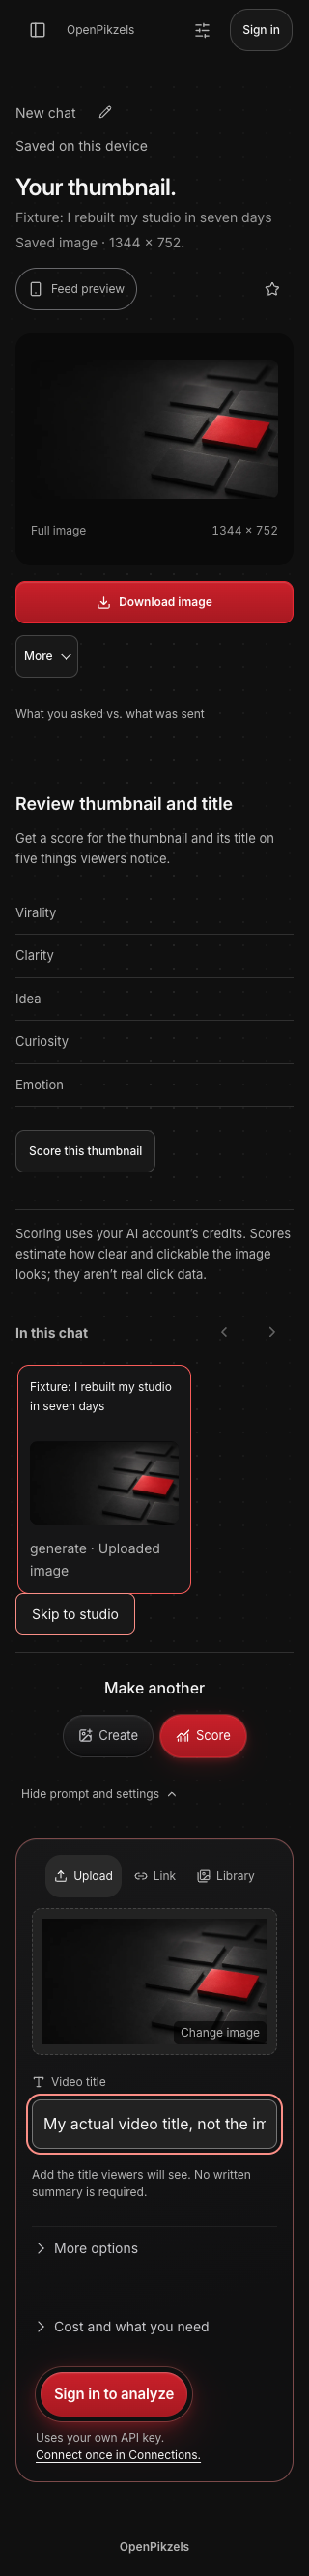 OpenPikzels
Sign in
New chat
Saved on this device
Your thumbnail.
Fixture: I rebuilt my studio in seven days
Saved image · 1344 × 752.
Feed preview
Full image
1344 × 752
Download image
More
What you asked vs. what was sent
Review thumbnail and title
Get a score for the thumbnail and its title on
five things viewers notice.
Virality
Clarity
Idea
Curiosity
Emotion
Score this thumbnail
Scoring uses your AI account’s credits. Scores
estimate how clear and clickable the image
looks; they aren’t real click data.
In this chat
Fixture: I rebuilt my studio
in seven days
generate · Uploaded
image
Skip to studio
Make another
Create
Score
Hide prompt and settings
Upload
Link
Library
Change image
Video title
My actual video title, not the im
Add the title viewers will see. No written
summary is required.
More options
Cost and what you need
Sign in to analyze
Uses your own API key.
Connect once in Connections.
OpenPikzels